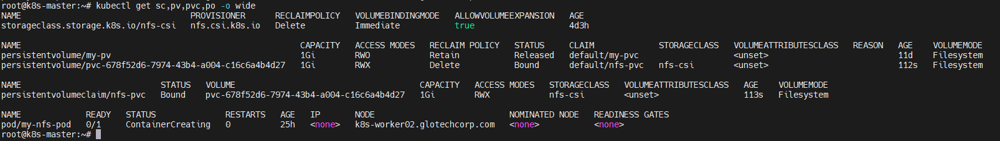 root@k8s-master:~# kubectl get sc,pv,pvc,po -o wide
NAME PROVISIONER RECLAIMPOLICY VOLUMEBINDINGMODE ALLOWVOLUMEEXPANSION AGE
storageclass.storage.k8s.io/nfs-csi nfs.csi.k8s.io Delete Immediate true 4d3h
NAME CAPACITY ACCESS MODES RECLAIM POLICY STATUS CLAIM STORAGECLASS VOLUMEATTRIBUTESCLASS REASON AGE VOLUMEMODE
persistentvolume/my-pv 1Gi RWO Retain Released default/my-pvc <unset> 11d Filesystem
persistentvolume/pvc-678f52d6-7974-43b4-a004-c16c6a4b4d27 1Gi RWX Delete Bound default/nfs-pvc nfs-csi <unset> 112s Filesystem
NAME STATUS VOLUME CAPACITY ACCESS MODES STORAGECLASS VOLUMEATTRIBUTESCLASS AGE VOLUMEMODE
persistentvolumeclaim/nfs-pvc Bound pvc-678f52d6-7974-43b4-a004-c16c6a4b4d27 1Gi RWX nfs-csi <unset> 113s Filesystem
NAME READY STATUS RESTARTS AGE IP NODE NOMINATED NODE READINESS GATES
pod/my-nfs-pod 0/1 ContainerCreating 0 25h <none> k8s-worker02.glotechcorp.com <none> <none>
root@k8s-master:~#